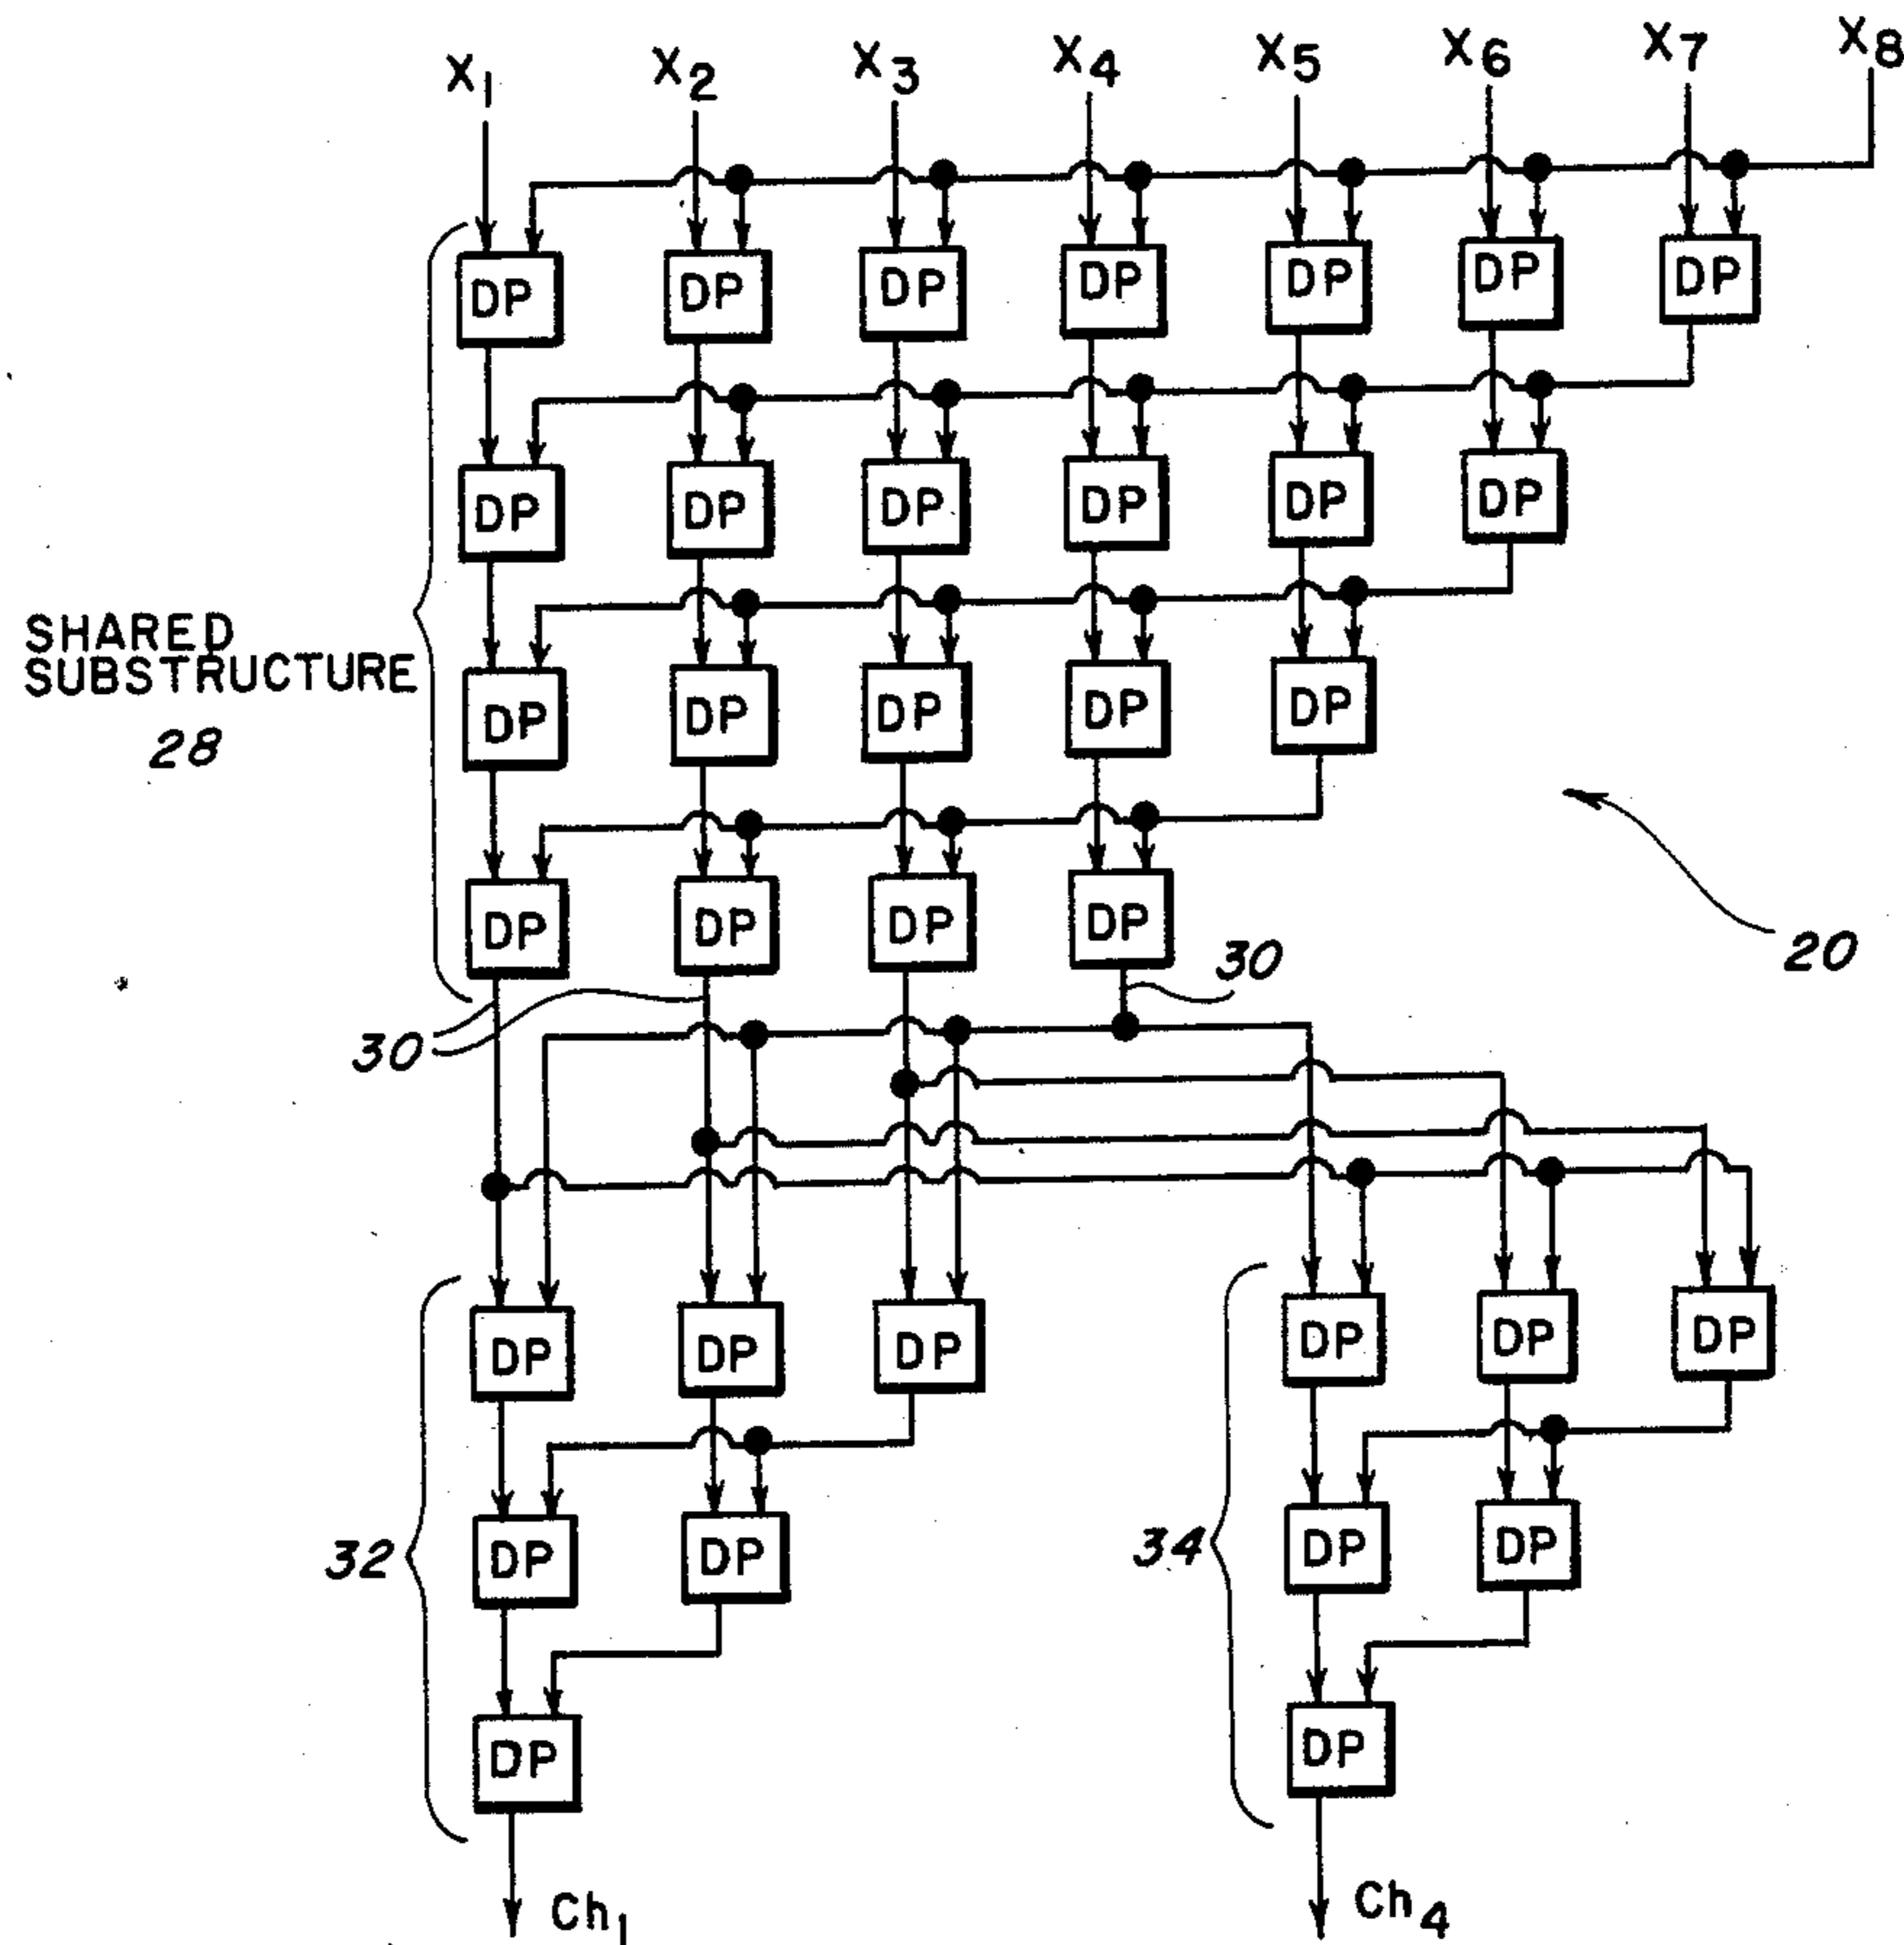 X1 X2 X3 X4 X5 X6 X7 X8
DP DP DP DP DP DP DP
DP DP DP DP DP DP
SHARED
SUBSTRUCTURE
28
DP DP DP DP DP
DP DP DP DP
20
30
30
DP DP DP DP DP DP
32
DP DP
34
DP DP
DP DP
Ch1 Ch4